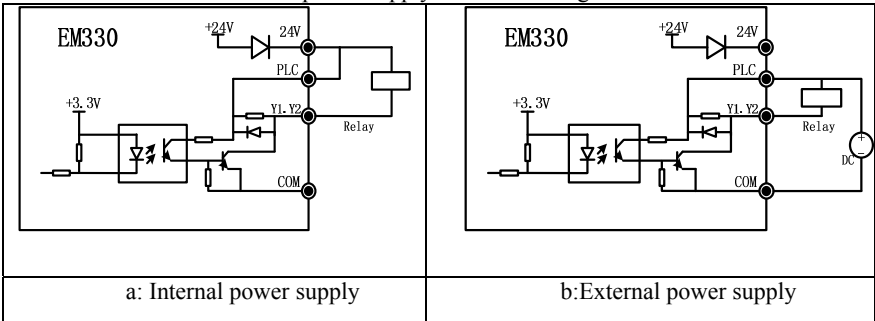 EM330
+24V
24V
PLC
+3.3V
Y1.Y2
Relay
COM
EM330
+24V
24V
PLC
+3.3V
Y1.Y2
Relay
+
-
DC
COM
a: Internal power supply
b:External power supply